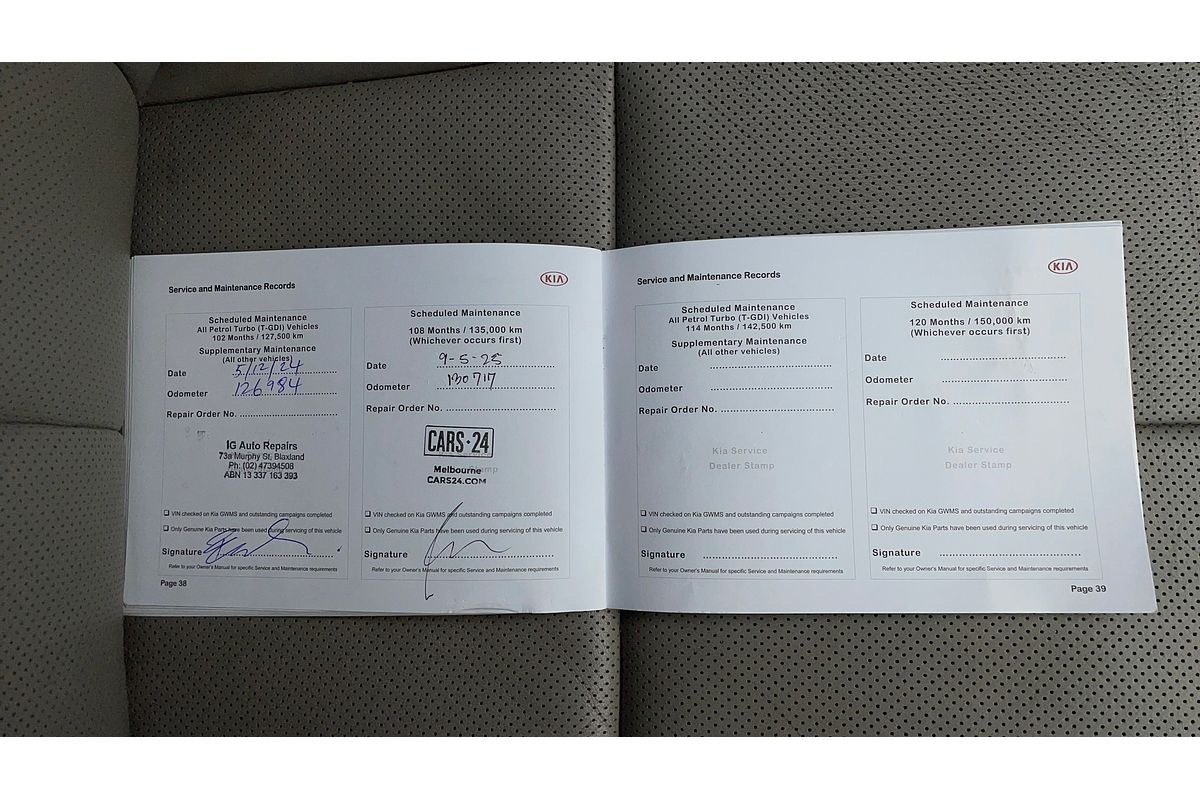 Service and Maintenance Records
KIA
Scheduled Maintenance
All Petrol Turbo (T-GDI) Vehicles
102 Months / 127,500 km
Supplementary Maintenance
(All other vehicles)
Date 5/12/24
Odometer 126984
Repair Order No.
IG Auto Repairs
73a Murphy St, Blaxland
Ph: (02) 47394508
ABN 13 337 163 393
VIN checked on Kia GWMS and outstanding campaigns completed
Only Genuine Kia Parts have been used during servicing of this vehicle
Signature
Refer to your Owner's Manual for specific Service and Maintenance requirements
Page 38
Scheduled Maintenance
108 Months / 135,000 km
(Whichever occurs first)
Date 9-5-25
Odometer 130717
Repair Order No.
CARS·24
Melbourne
CARS24.COM
VIN checked on Kia GWMS and outstanding campaigns completed
Only Genuine Kia Parts have been used during servicing of this vehicle
Signature
Refer to your Owner's Manual for specific Service and Maintenance requirements
Service and Maintenance Records
KIA
Scheduled Maintenance
All Petrol Turbo (T-GDI) Vehicles
114 Months / 142,500 km
Supplementary Maintenance
(All other vehicles)
Date
Odometer
Repair Order No.
Kia Service
Dealer Stamp
VIN checked on Kia GWMS and outstanding campaigns completed
Only Genuine Kia Parts have been used during servicing of this vehicle
Signature
Refer to your Owner's Manual for specific Service and Maintenance requirements
Scheduled Maintenance
120 Months / 150,000 km
(Whichever occurs first)
Date
Odometer
Repair Order No.
Kia Service
Dealer Stamp
VIN checked on Kia GWMS and outstanding campaigns completed
Only Genuine Kia Parts have been used during servicing of this vehicle
Signature
Refer to your Owner's Manual for specific Service and Maintenance requirements
Page 39